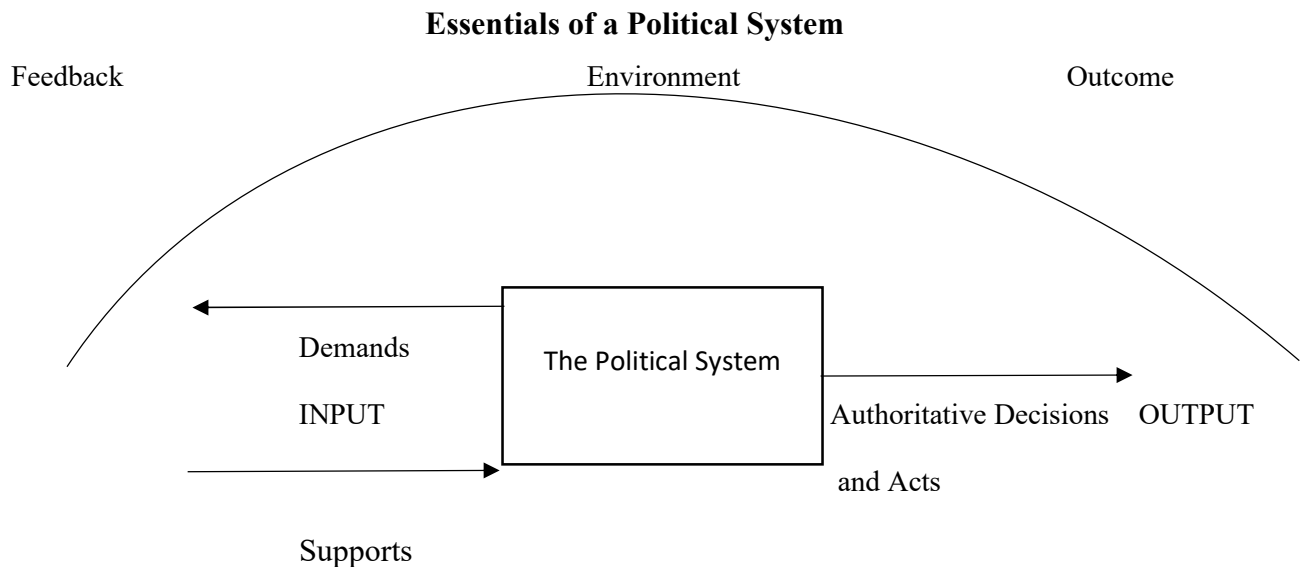 Essentials of a Political System
Feedback Environment Outcome
Demands
The Political System
INPUT
Authoritative Decisions OUTPUT
and Acts
Supports